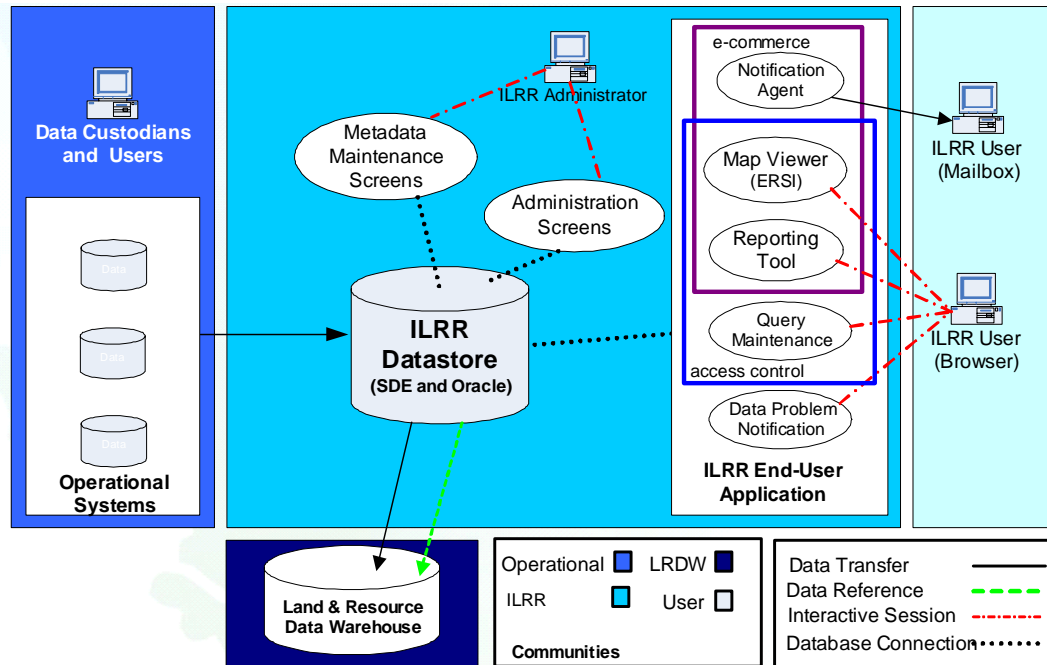 Data Custodians
and Users
Data
Data
Data
Operational
Systems
ILRR Administrator
Metadata
Maintenance
Screens
Administration
Screens
ILRR
Datastore
(SDE and Oracle)
e-commerce
Notification
Agent
Map Viewer
(ERSI)
Reporting
Tool
Query
Maintenance
access control
Data Problem
Notification
ILRR End-User
Application
ILRR User
(Mailbox)
ILRR User
(Browser)
Land & Resource
Data Warehouse
Operational
LRDW
ILRR
User
Communities
Data Transfer
Data Reference
Interactive Session
Database Connection